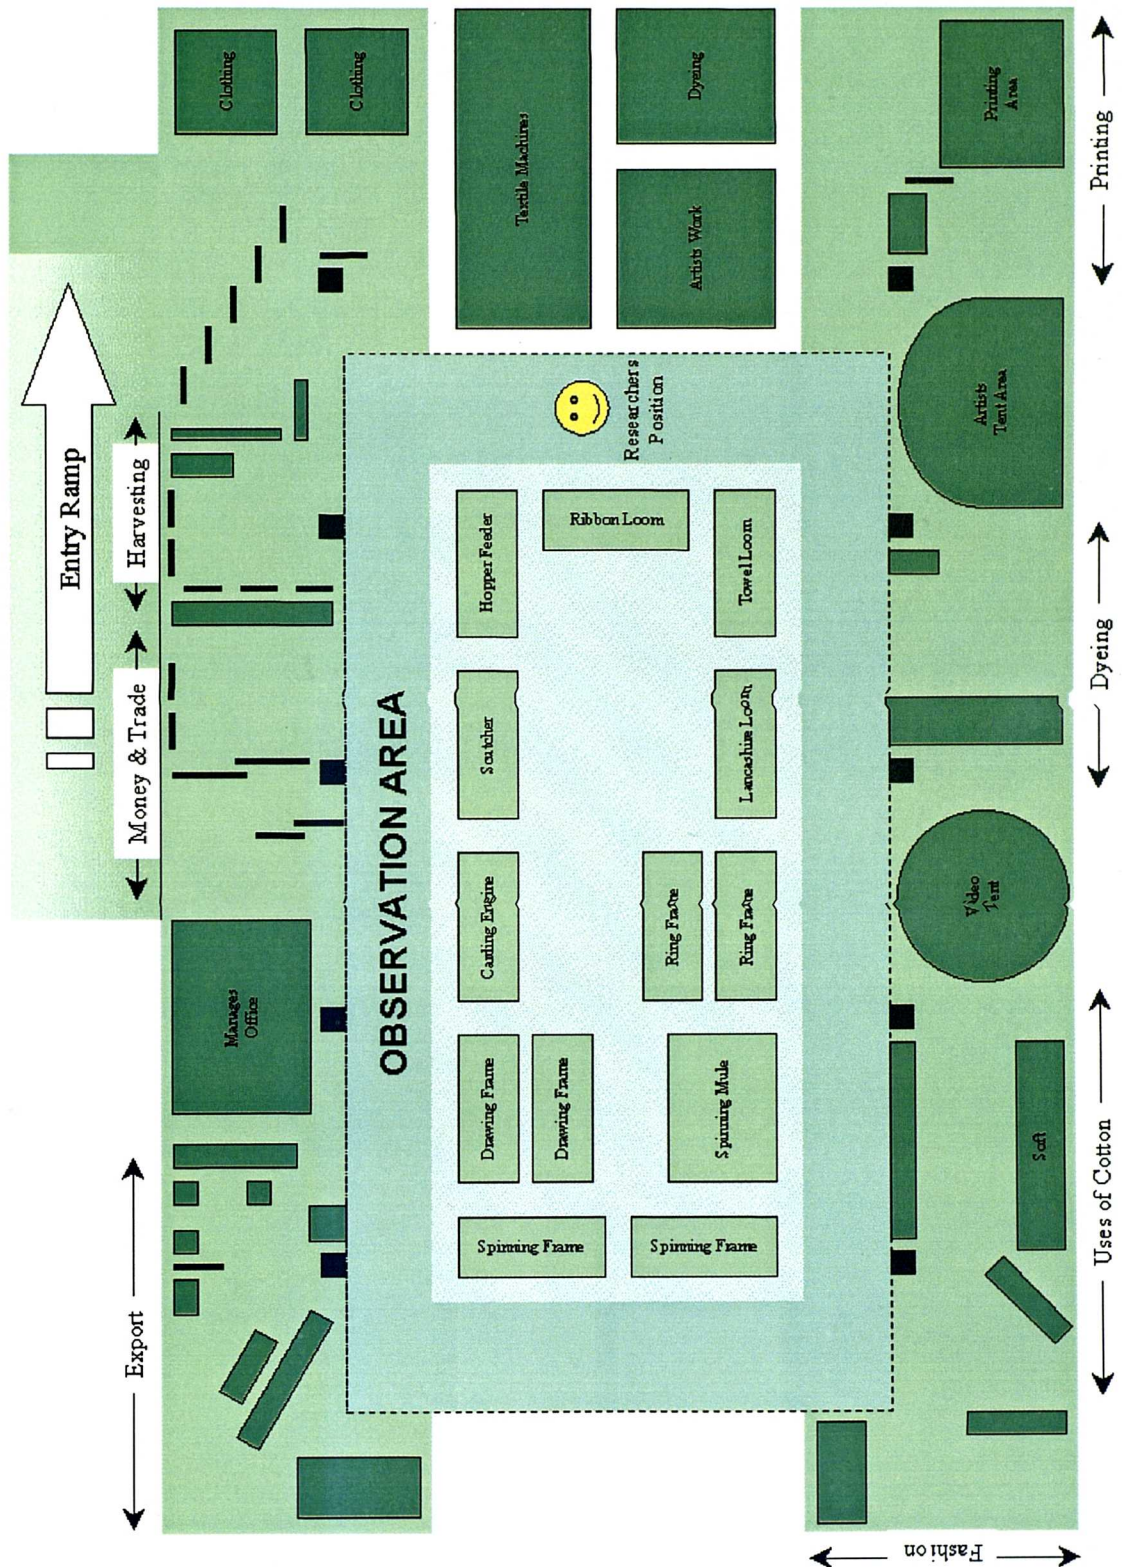 Clothing
Clothing
Textile Machines
Dyeing
Artists Work
Printing
Area
Printing
Entry Ramp
Harvesting
Money & Trade
Researchers
Position
Artists
Tent Area
Dyeing
OBSERVATION AREA
Hopper Feeder
Ribbon Loom
Towel Loom
Scutcher
Lancashire Loom
Carding Engine
Ring Frame
Ring Frame
Video
Tent
Manages
Office
Drawing Frame
Drawing Frame
Spinning Mule
Spinning Frame
Spinning Frame
Export
Soft
Uses of Cotton
Fashion